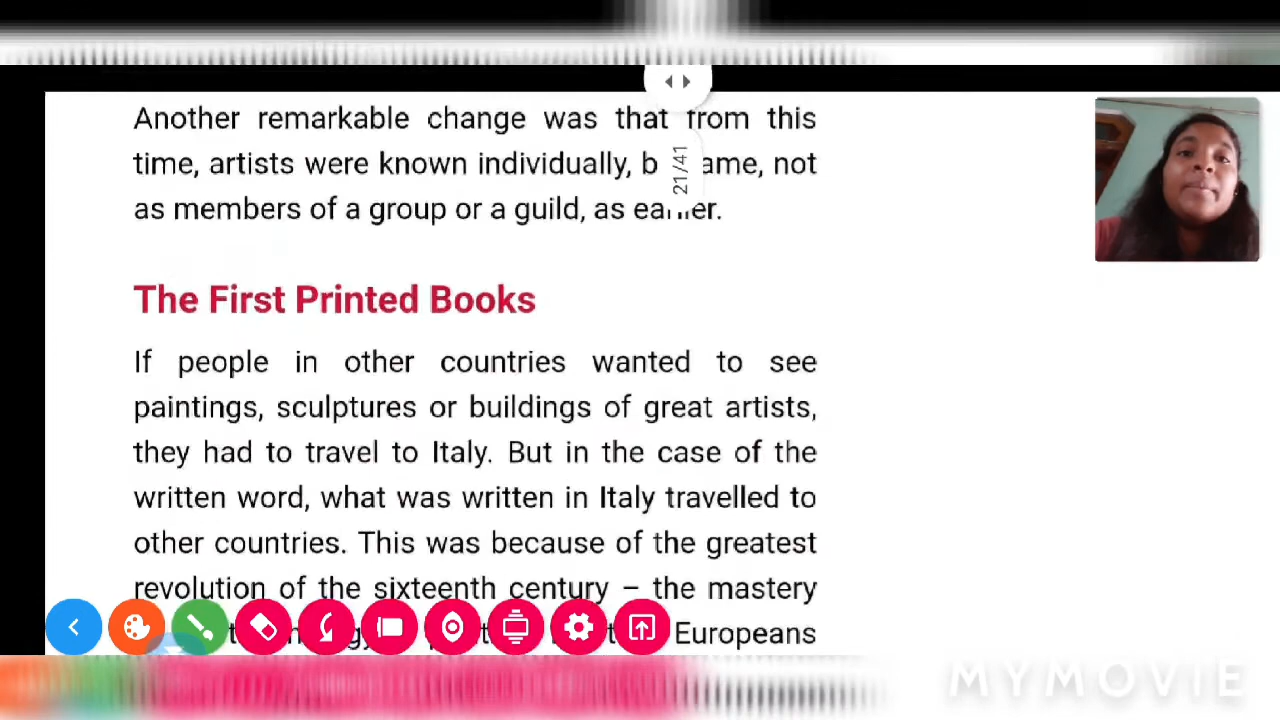 Another remarkable change was that from this
time, artists were known individually, ame, not
as members of a group or a guild, as earlier.
21/41
The First Printed Books
If people in other countries wanted to see
paintings, sculptures or buildings of great artists,
they had to travel to Italy. But in the case of the
written word, what was written in Italy travelled to
other countries. This was because of the greatest
revolution of the sixteenth century – the mastery
Europeans
MYMOVIE